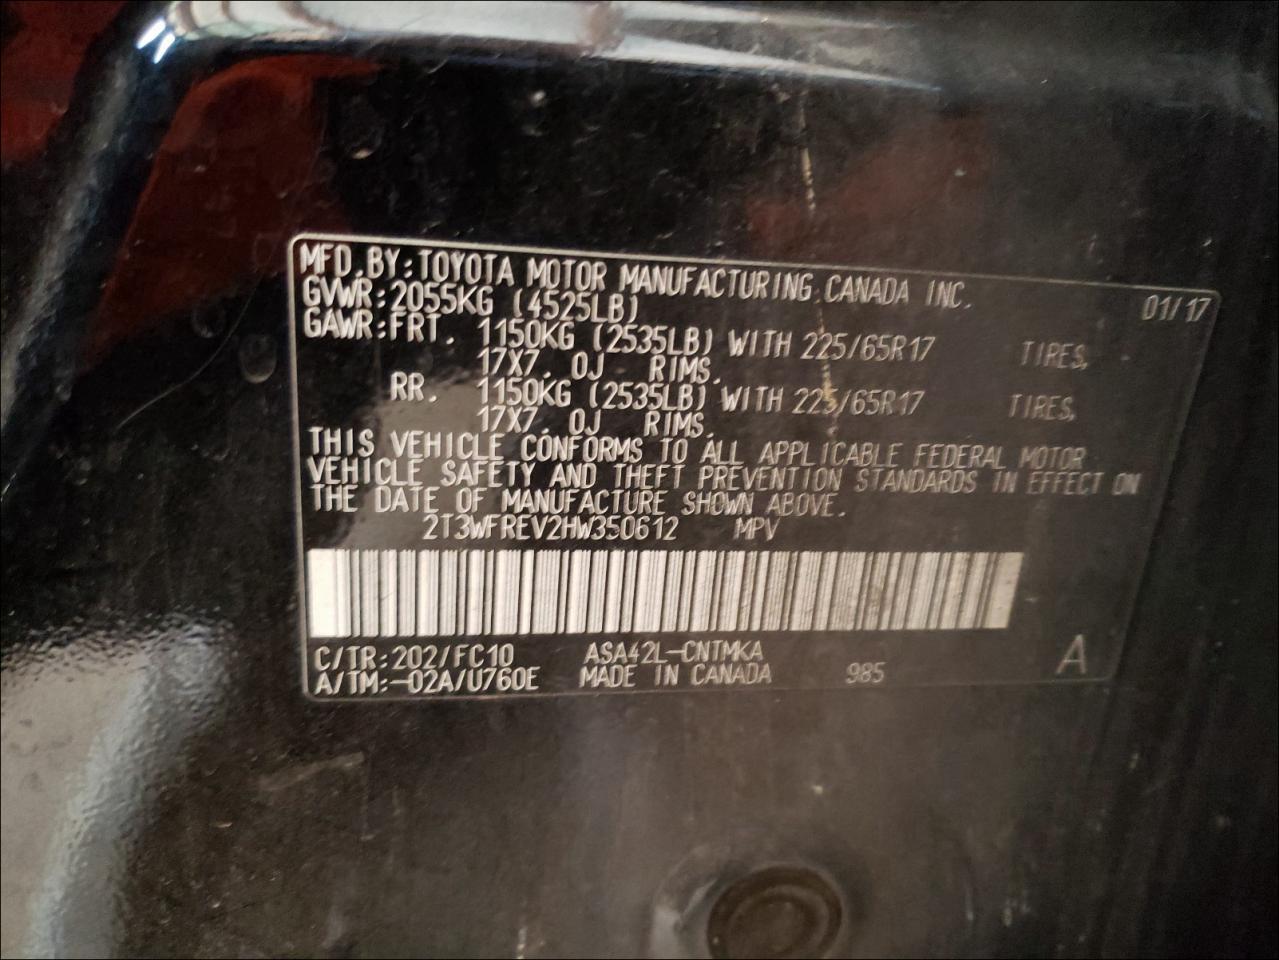 MFD.BY:TOYOTA MOTOR MANUFACTURING CANADA INC. 01/17
GVWR:2055KG (4525LB)
GAWR:FRT. 1150KG (2535LB) WITH 225/65R17 TIRES,
17X7.0J RIMS.
RR. 1150KG (2535LB) WITH 225/65R17 TIRES,
17X7.0J RIMS.
THIS VEHICLE CONFORMS TO ALL APPLICABLE FEDERAL MOTOR
VEHICLE SAFETY AND THEFT PREVENTION STANDARDS IN EFFECT ON
THE DATE OF MANUFACTURE SHOWN ABOVE.
2T3WFREV2HW350612 MPV
C/TR:202/FC10 ASA42L-CNTMKA
A/TM:-02A/U760E MADE IN CANADA 985 A